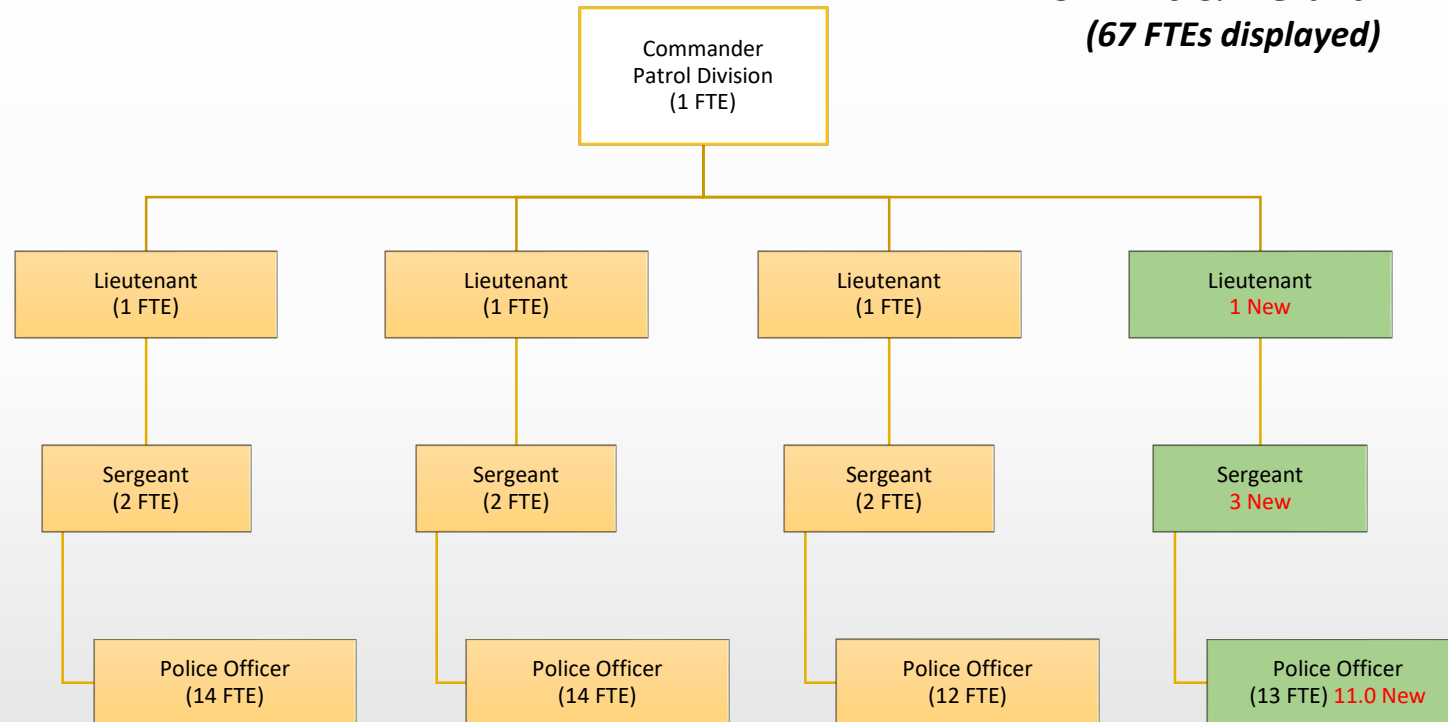 (67 FTEs displayed)
Commander
Patrol Division
(1 FTE)
Lieutenant
(1 FTE)
Lieutenant
(1 FTE)
Lieutenant
(1 FTE)
Lieutenant
1 New
Sergeant
(2 FTE)
Sergeant
(2 FTE)
Sergeant
(2 FTE)
Sergeant
3 New
Police Officer
(14 FTE)
Police Officer
(14 FTE)
Police Officer
(12 FTE)
Police Officer
(13 FTE) 11.0 New